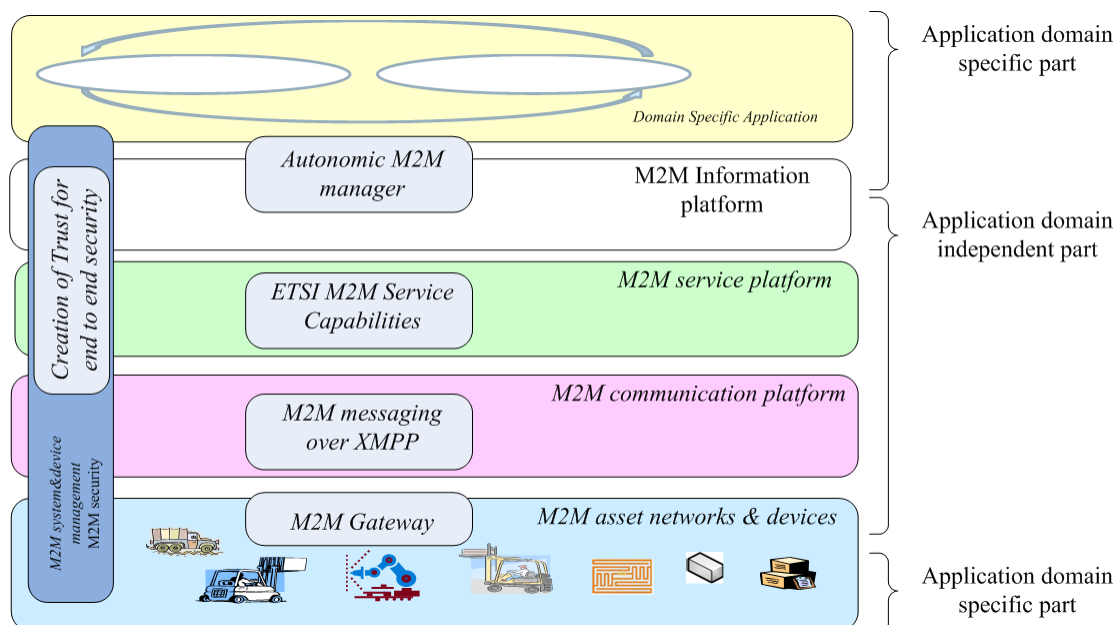 Application domain
specific part
Domain Specific Application
Autonomic M2M
manager
M2M Information
platform
Application domain
independent part
Creation of Trust for
end to end security
ETSI M2M Service
Capabilities
M2M service platform
M2M messaging
over XMPP
M2M communication platform
M2M system&device
management
M2M security
M2M Gateway
M2M asset networks & devices
Application domain
specific part